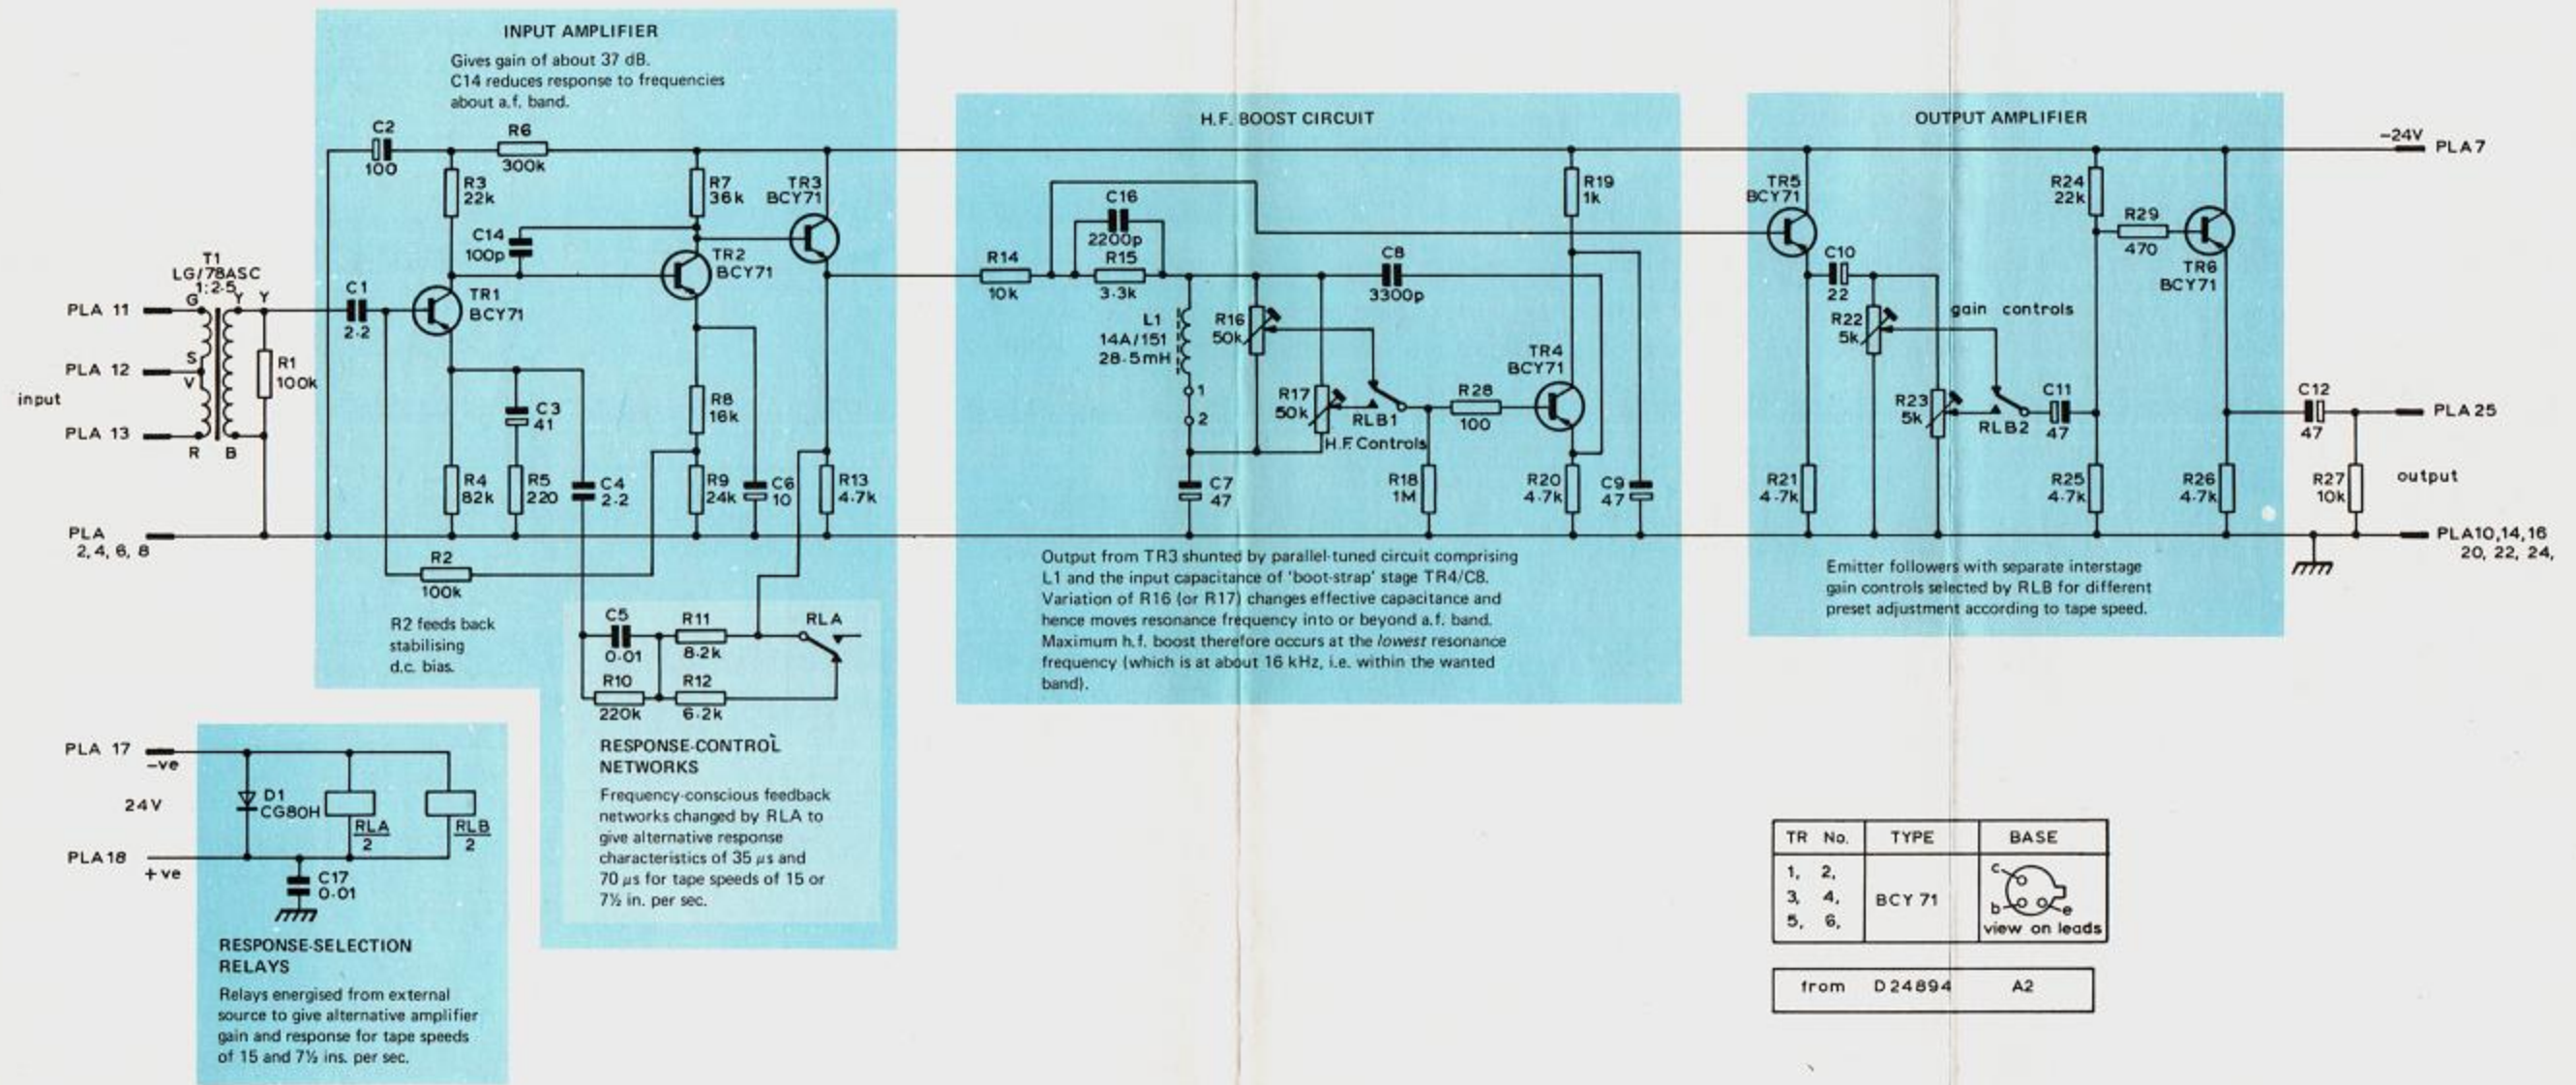 INPUT AMPLIFIER
Gives gain of about 37 dB.
C14 reduces response to frequencies
about a.f. band.
C2
100
R6
300k
R3
22k
R7
36k
TR3
BCY71
C14
100p
TR2
BCY71
T1
LG/78ASC
1:2·5
G Y Y
S
V
R B
PLA 11
PLA 12
input
PLA 13
PLA
2, 4, 6, 8
R1
100k
C1
2·2
TR1
BCY71
C3
41
R8
16k
R4
82k
R5
220
C4
2·2
R9
24k
C6
10
R13
4·7k
R2
100k
R2 feeds back
stabilising
d.c. bias.
C5
0·01
R11
8·2k
RLA
R10
220k
R12
6·2k
RESPONSE-CONTROL
NETWORKS
Frequency-conscious feedback
networks changed by RLA to
give alternative response
characteristics of 35 µs and
70 µs for tape speeds of 15 or
7½ in. per sec.
PLA 17
-ve
24V
PLA18
+ve
D1
CG80H
RLA
2
RLB
2
C17
0·01
RESPONSE-SELECTION
RELAYS
Relays energised from external
source to give alternative amplifier
gain and response for tape speeds
of 15 and 7½ ins. per sec.
H.F. BOOST CIRCUIT
C16
2200p
R14
10k
R15
3·3k
C8
3300p
R19
1k
L1
14A/151
28·5mH
1
2
R16
50k
R17
50k
RLB1
H.F. Controls
R28
100
TR4
BCY71
C7
47
R18
1M
R20
4·7k
C9
47
Output from TR3 shunted by parallel-tuned circuit comprising
L1 and the input capacitance of 'boot-strap' stage TR4/C8.
Variation of R16 (or R17) changes effective capacitance and
hence moves resonance frequency into or beyond a.f. band.
Maximum h.f. boost therefore occurs at the lowest resonance
frequency (which is at about 16 kHz, i.e. within the wanted
band).
OUTPUT AMPLIFIER
TR5
BCY71
C10
22
R22
5k
gain controls
R23
5k
RLB2
C11
47
R24
22k
R29
470
TR6
BCY71
R21
4·7k
R25
4·7k
R26
4·7k
Emitter followers with separate interstage
gain controls selected by RLB for different
preset adjustment according to tape speed.
-24V
PLA7
C12
47
PLA25
R27
10k
output
PLA10,14,16
20, 22, 24,
TR No. TYPE BASE
1, 2,
3, 4,
5, 6,
BCY 71
c
b e
view on leads
from D24894 A2